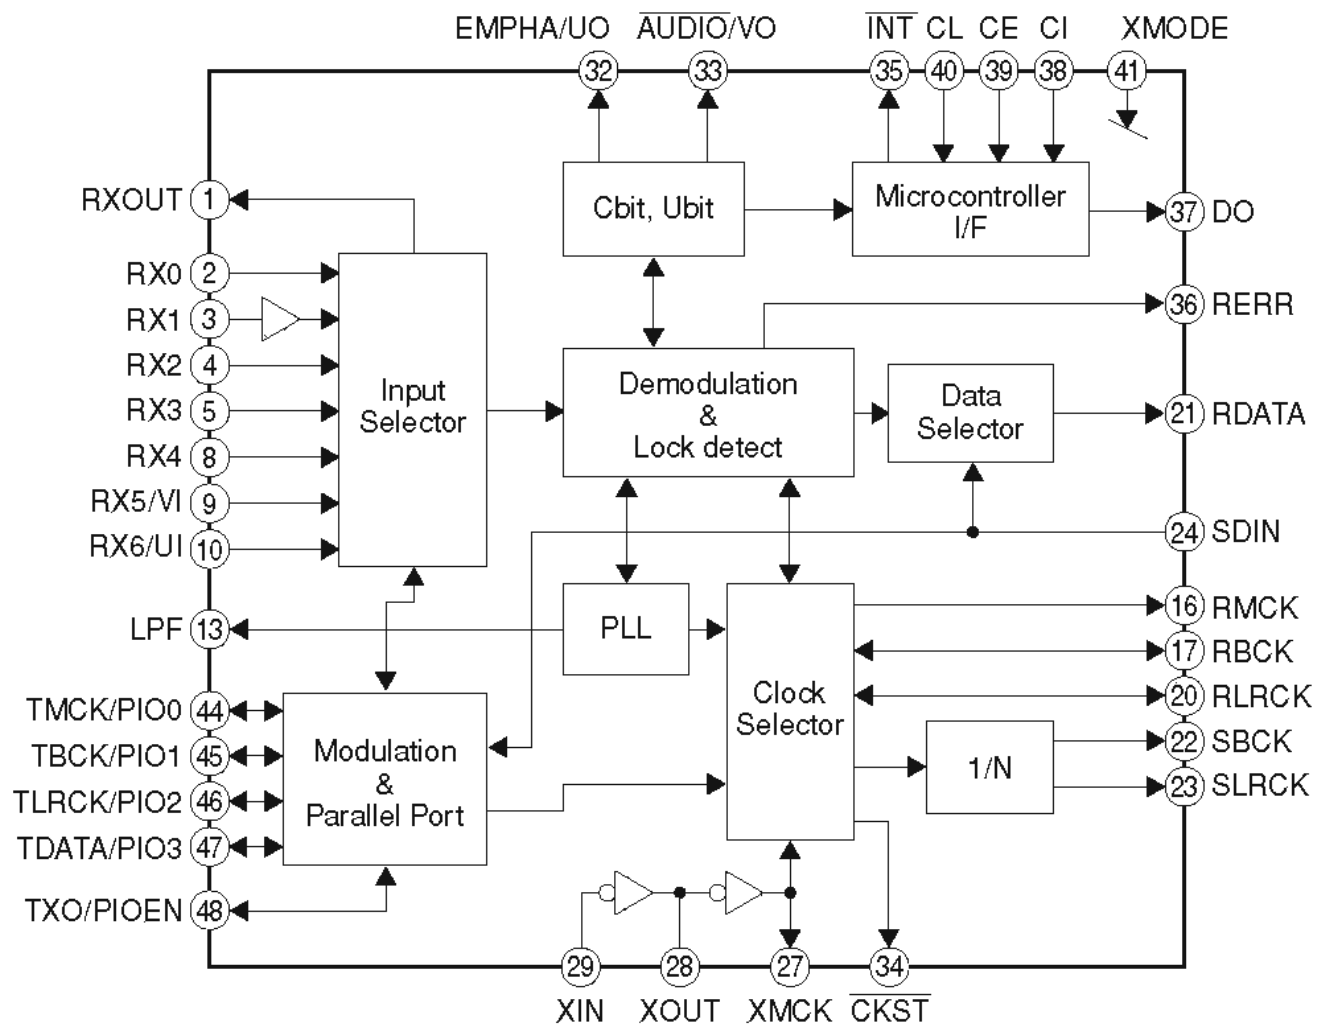 EMPHA/UO
A̅U̅D̅I̅O̅/VO
I̅N̅T̅
CL
CE
CI
XMODE
32
33
35
40
39
38
41
RXOUT
1
Cbit, Ubit
Microcontroller
I/F
37
DO
RX0
2
RX1
3
RX2
4
RX3
5
RX4
8
RX5/VI
9
RX6/UI
10
Input
Selector
Demodulation
&
Lock detect
Data
Selector
36
RERR
21
RDATA
24
SDIN
LPF
13
PLL
Clock
Selector
16
RMCK
17
RBCK
20
RLRCK
22
SBCK
23
SLRCK
1/N
TMCK/PIO0
44
TBCK/PIO1
45
TLRCK/PIO2
46
TDATA/PIO3
47
TXO/PIOEN
48
Modulation
&
Parallel Port
29
28
27
34
XIN
XOUT
XMCK
C̅K̅S̅T̅